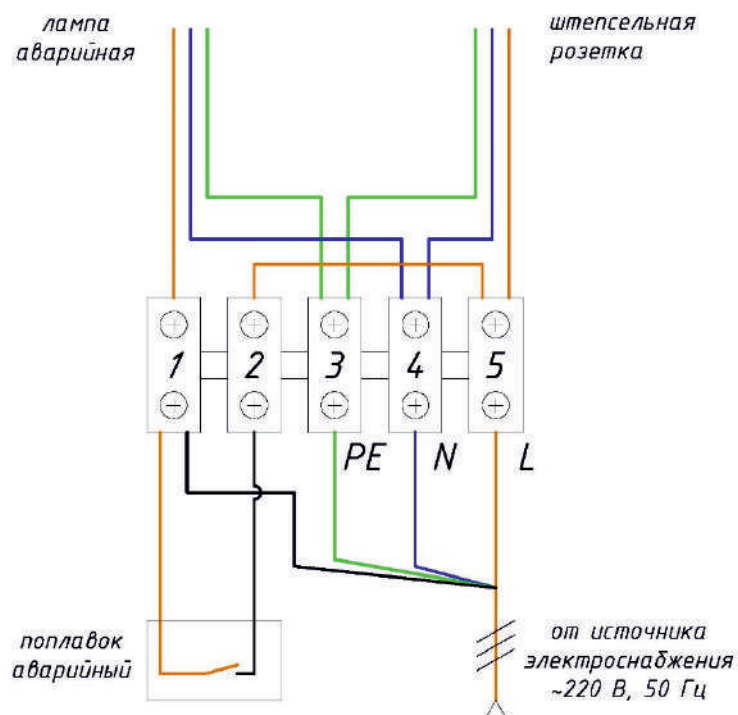 лампа
аварийная
штепсельная
розетка
1 2 3 4 5
PE N L
поплавок
аварийный
от источника
электроснабжения
~220 В, 50 Гц